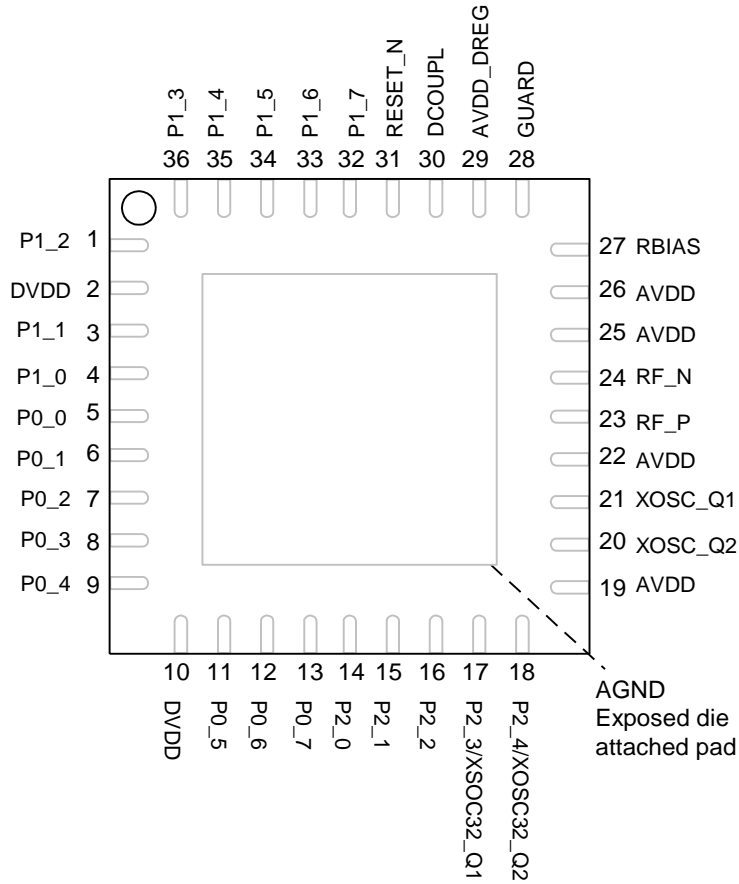 P1_3
P1_4
P1_5
P1_6
P1_7
RESET_N
DCOUPL
AVDD_DREG
GUARD
36 35 34 33 32 31 30 29 28
P1_2 1
DVDD 2
P1_1 3
P1_0 4
P0_0 5
P0_1 6
P0_2 7
P0_3 8
P0_4 9
27 RBIAS
26 AVDD
25 AVDD
24 RF_N
23 RF_P
22 AVDD
21 XOSC_Q1
20 XOSC_Q2
19 AVDD
10 11 12 13 14 15 16 17 18
DVDD
P0_5
P0_6
P0_7
P2_0
P2_1
P2_2
P2_3/XSOC32_Q1
P2_4/XOSC32_Q2
AGND
Exposed die
attached pad